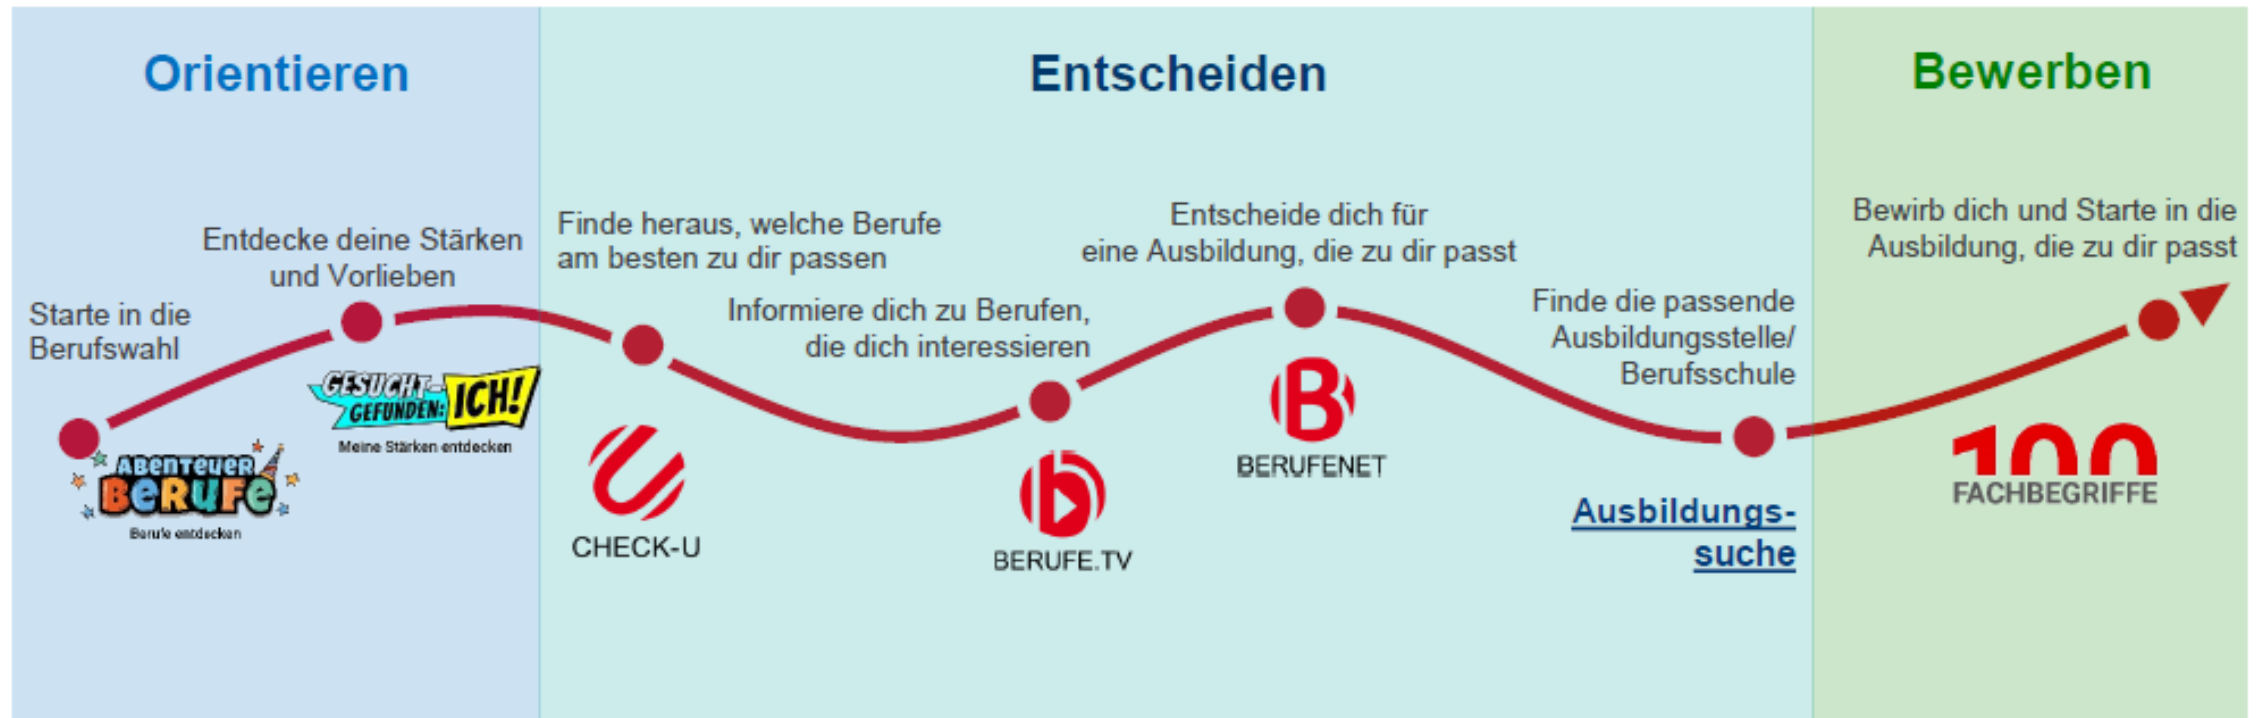 Orientieren
Starte in die
Berufswahl
ABENTEUER
BERUFE
Berufe entdecken
Entdecke deine Stärken
und Vorlieben
GESUCHT-
GEFUNDEN:
ICH!
Meine Stärken entdecken
Entscheiden
Finde heraus, welche Berufe
am besten zu dir passen
CHECK-U
Informiere dich zu Berufen,
die dich interessieren
BERUFE.TV
Entscheide dich für
eine Ausbildung, die zu dir passt
B
BERUFENET
Finde die passende
Ausbildungsstelle/
Berufsschule
Ausbildungs-
suche
Bewerben
Bewirb dich und Starte in die
Ausbildung, die zu dir passt
100
FACHBEGRIFFE